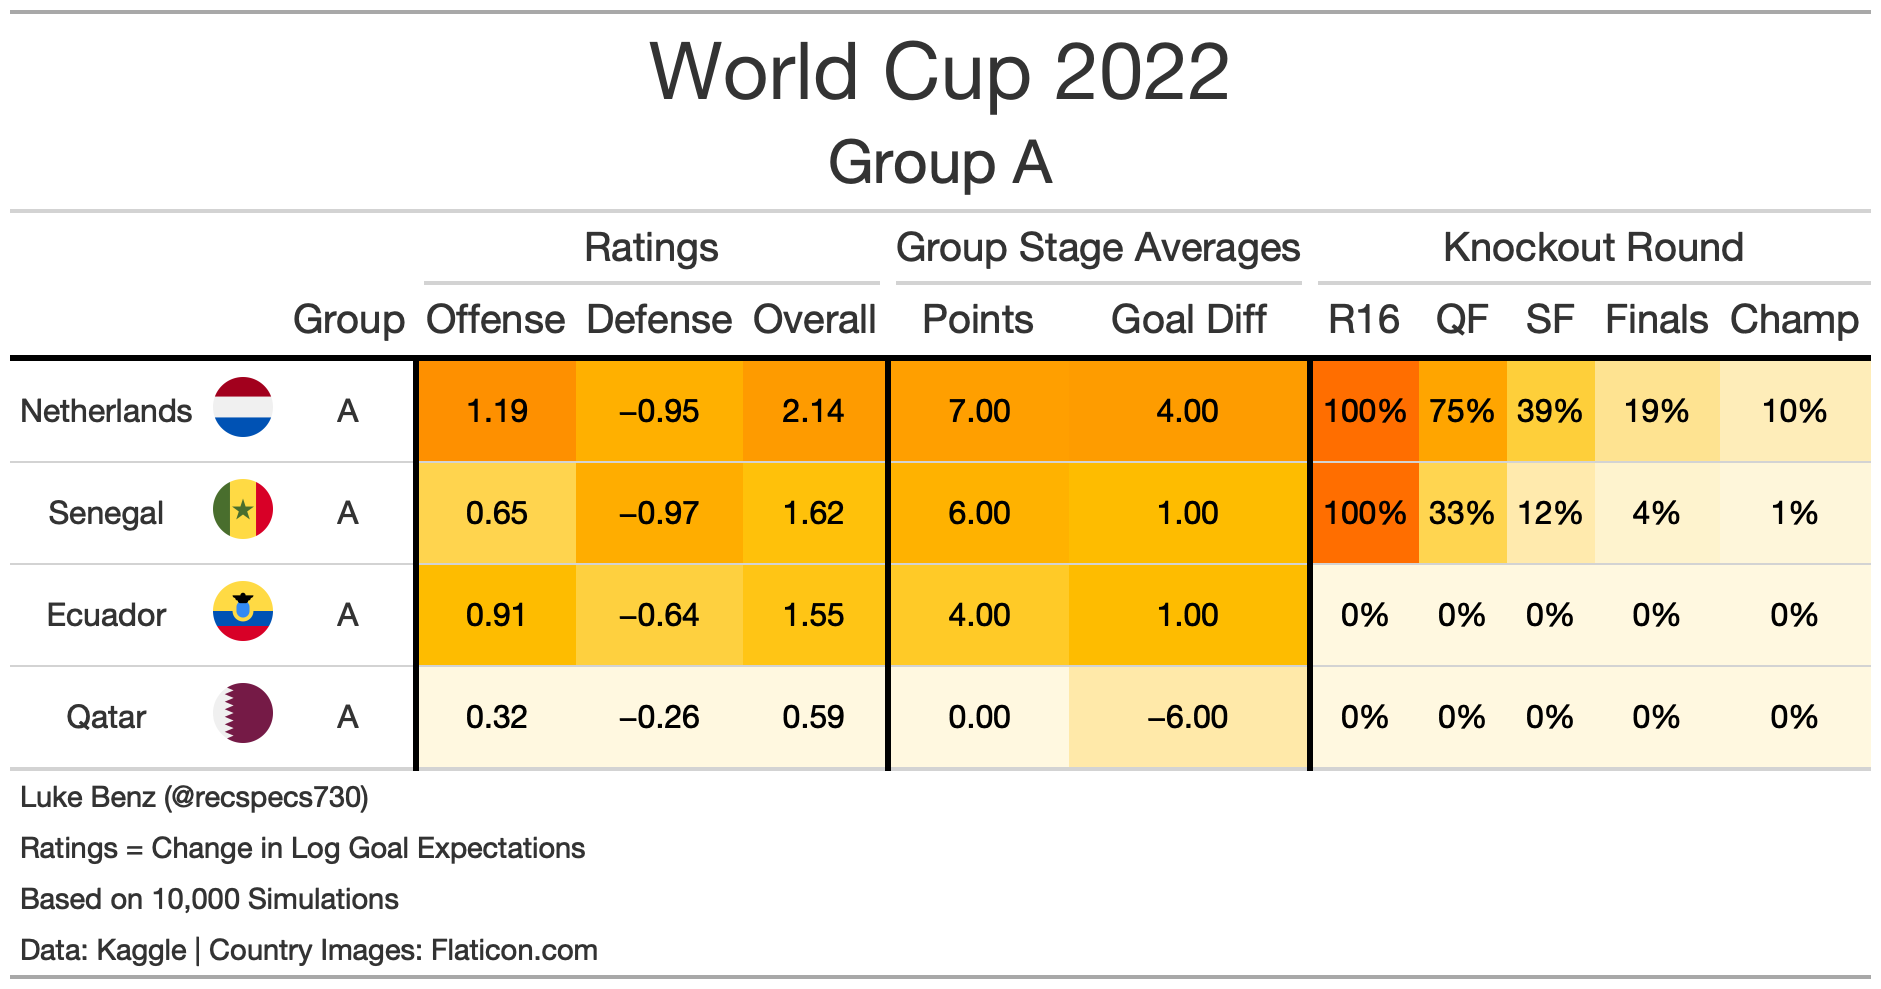 World Cup 2022
Group A
Ratings Group Stage Averages Knockout Round
Group Offense Defense Overall Points Goal Diff R16 QF SF Finals Champ
Netherlands A 1.19 −0.95 2.14 7.00 4.00 100% 75% 39% 19% 10%
Senegal A 0.65 −0.97 1.62 6.00 1.00 100% 33% 12% 4% 1%
Ecuador A 0.91 −0.64 1.55 4.00 1.00 0% 0% 0% 0% 0%
Qatar A 0.32 −0.26 0.59 0.00 −6.00 0% 0% 0% 0% 0%
Luke Benz (@recspecs730)
Ratings = Change in Log Goal Expectations
Based on 10,000 Simulations
Data: Kaggle | Country Images: Flaticon.com